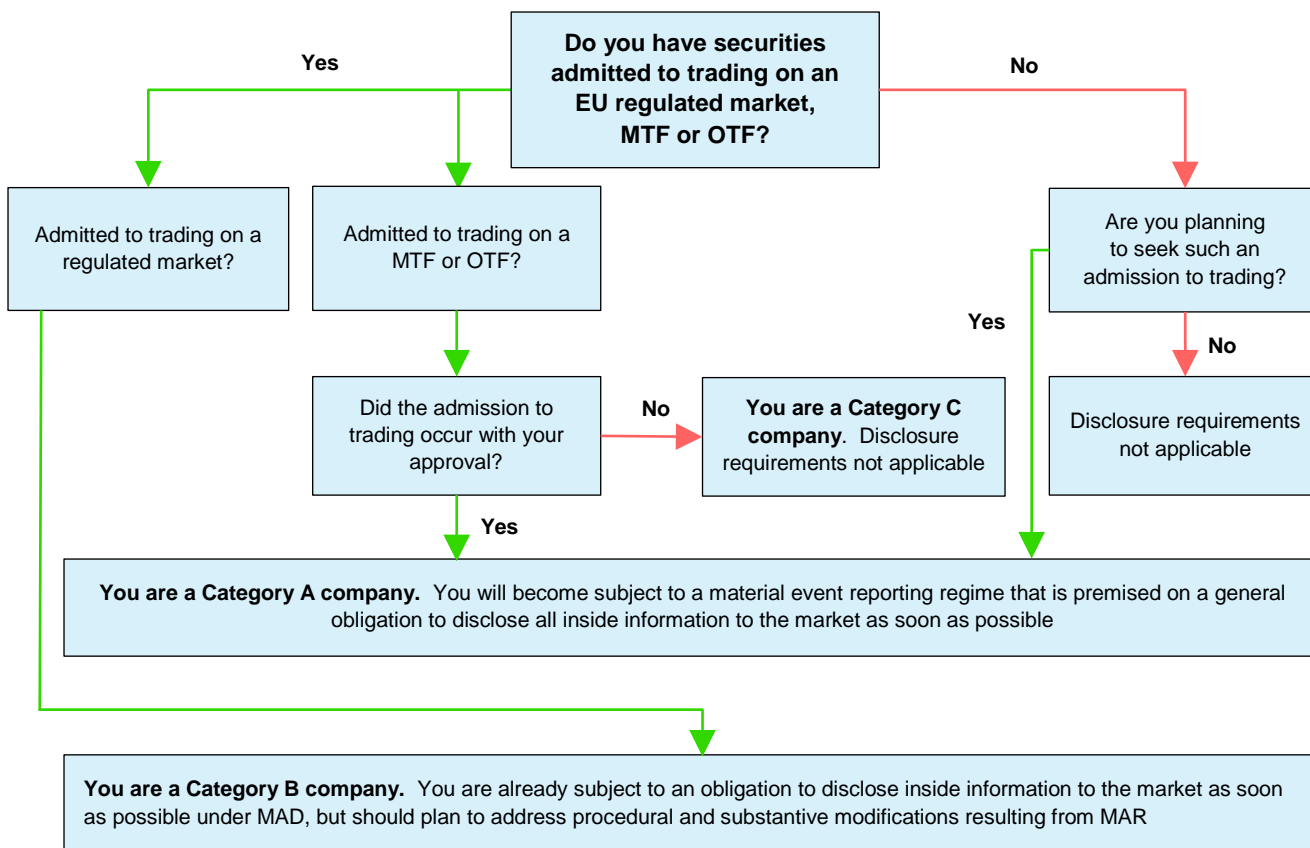 Do you have securities
admitted to trading on an
EU regulated market,
MTF or OTF?
Yes
No
Admitted to trading on a
regulated market?
Admitted to trading on a
MTF or OTF?
Are you planning
to seek such an
admission to trading?
Yes
No
Did the admission to
trading occur with your
approval?
No
You are a Category C
company. Disclosure
requirements not applicable
Disclosure requirements
not applicable
Yes
You are a Category A company. You will become subject to a material event reporting regime that is premised on a general
obligation to disclose all inside information to the market as soon as possible
You are a Category B company. You are already subject to an obligation to disclose inside information to the market as soon
as possible under MAD, but should plan to address procedural and substantive modifications resulting from MAR